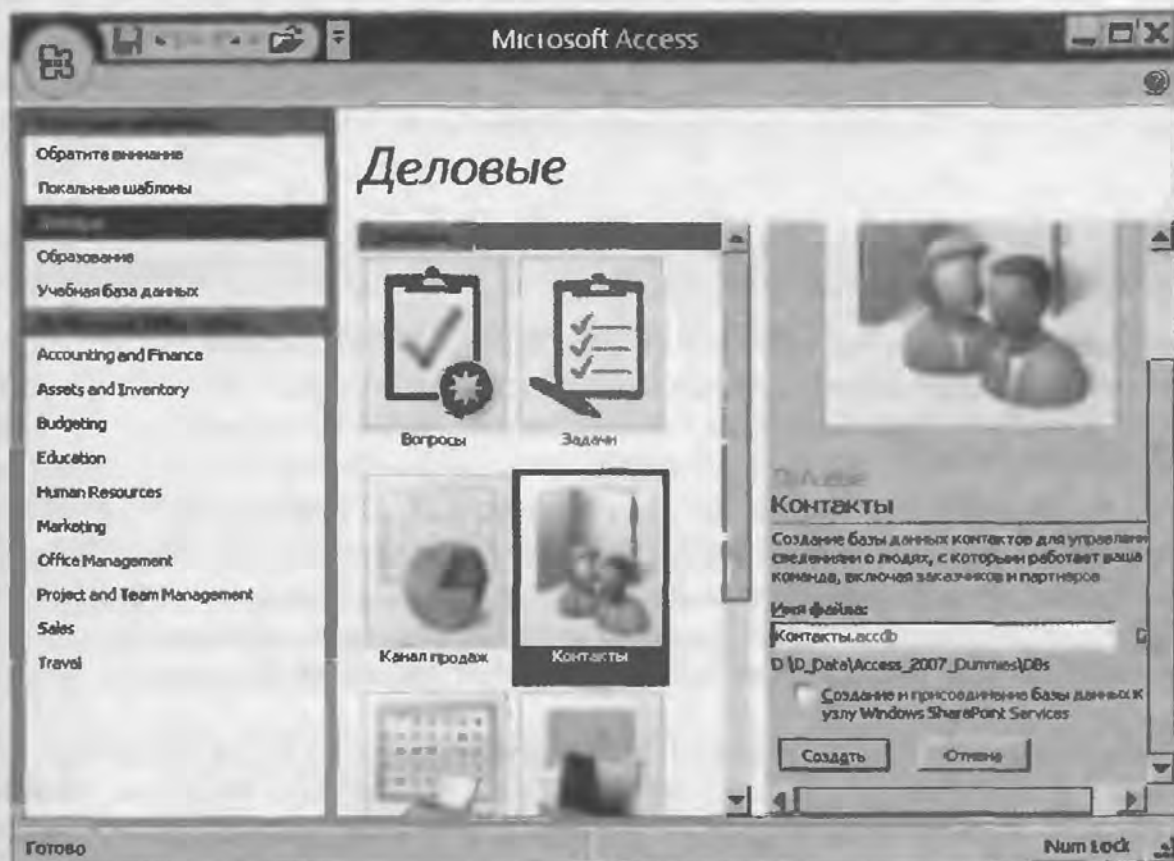 Microsoft Access
Обратите внимание
Локальные шаблоны
Образование
Учебная база данных
Accounting and Finance
Assets and Inventory
Budgeting
Education
Human Resources
Marketing
Office Management
Project and Team Management
Sales
Travel
Деловые
Вопросы
Задачи
Канал продаж
Контакты
Контакты
Создание базы данных контактов для управлени
сведениями о людях, с которыми работает ваша
команда, включая заказчиков и партнеров
Имя файла:
Контакты.accdb
D:\D_Data\Access_2007_Dummies\DBs
Создание и присоединение базы данных к
узлу Windows SharePoint Services
Создать
Отмена
Готово
Num Lock